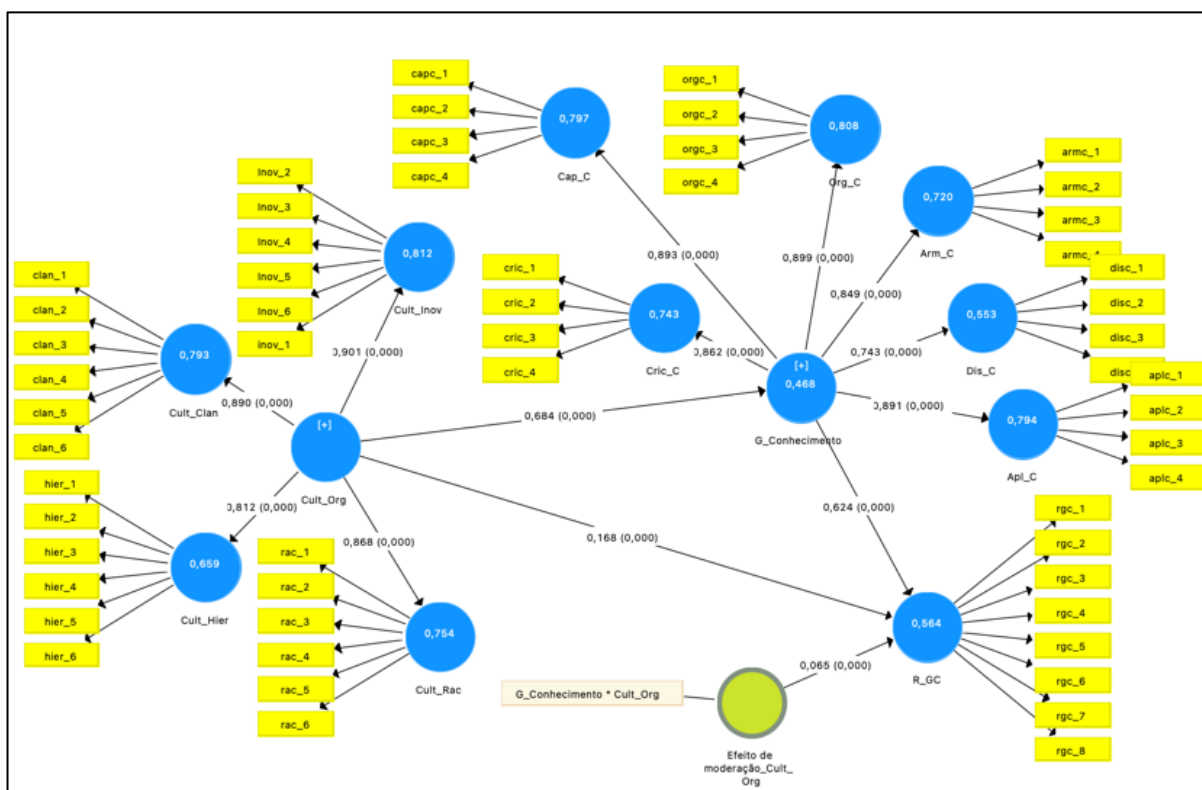 capc_1
capc_2
capc_3
capc_4
0,797
Cap_C
orgc_1
orgc_2
orgc_3
orgc_4
0,808
Org_C
armc_1
armc_2
armc_3
0,720
Arm_C
Inov_2
Inov_3
Inov_4
Inov_5
Inov_6
inov_1
0,812
Cult_Inov
cric_1
cric_2
cric_3
cric_4
0,743
Cric_C
disc_1
disc_2
disc_3
0,553
Dis_C
clan_1
clan_2
clan_3
clan_4
clan_5
clan_6
0,793
Cult_Clan
0,893 (0,000)
0,899 (0,000)
0,849 (0,000)
0,862 (0,000)
0,743 (0,000)
0,891 (0,000)
[+]
0,468
G_Conhecimento
aplc_1
aplc_2
aplc_3
aplc_4
0,794
Apl_C
0,901 (0,000)
0,890 (0,000)
0,684 (0,000)
[+]
Cult_Org
0,812 (0,000)
0,868 (0,000)
0,168 (0,000)
0,624 (0,000)
hier_1
hier_2
hier_3
hier_4
hier_5
hier_6
0,659
Cult_Hier
rac_1
rac_2
rac_3
rac_4
rac_5
rac_6
0,754
Cult_Rac
rgc_1
rgc_2
rgc_3
rgc_4
rgc_5
rgc_6
rgc_7
rgc_8
0,564
R_GC
0,065 (0,000)
G_Conhecimento * Cult_Org
Efeito de
moderação_Cult_
Org